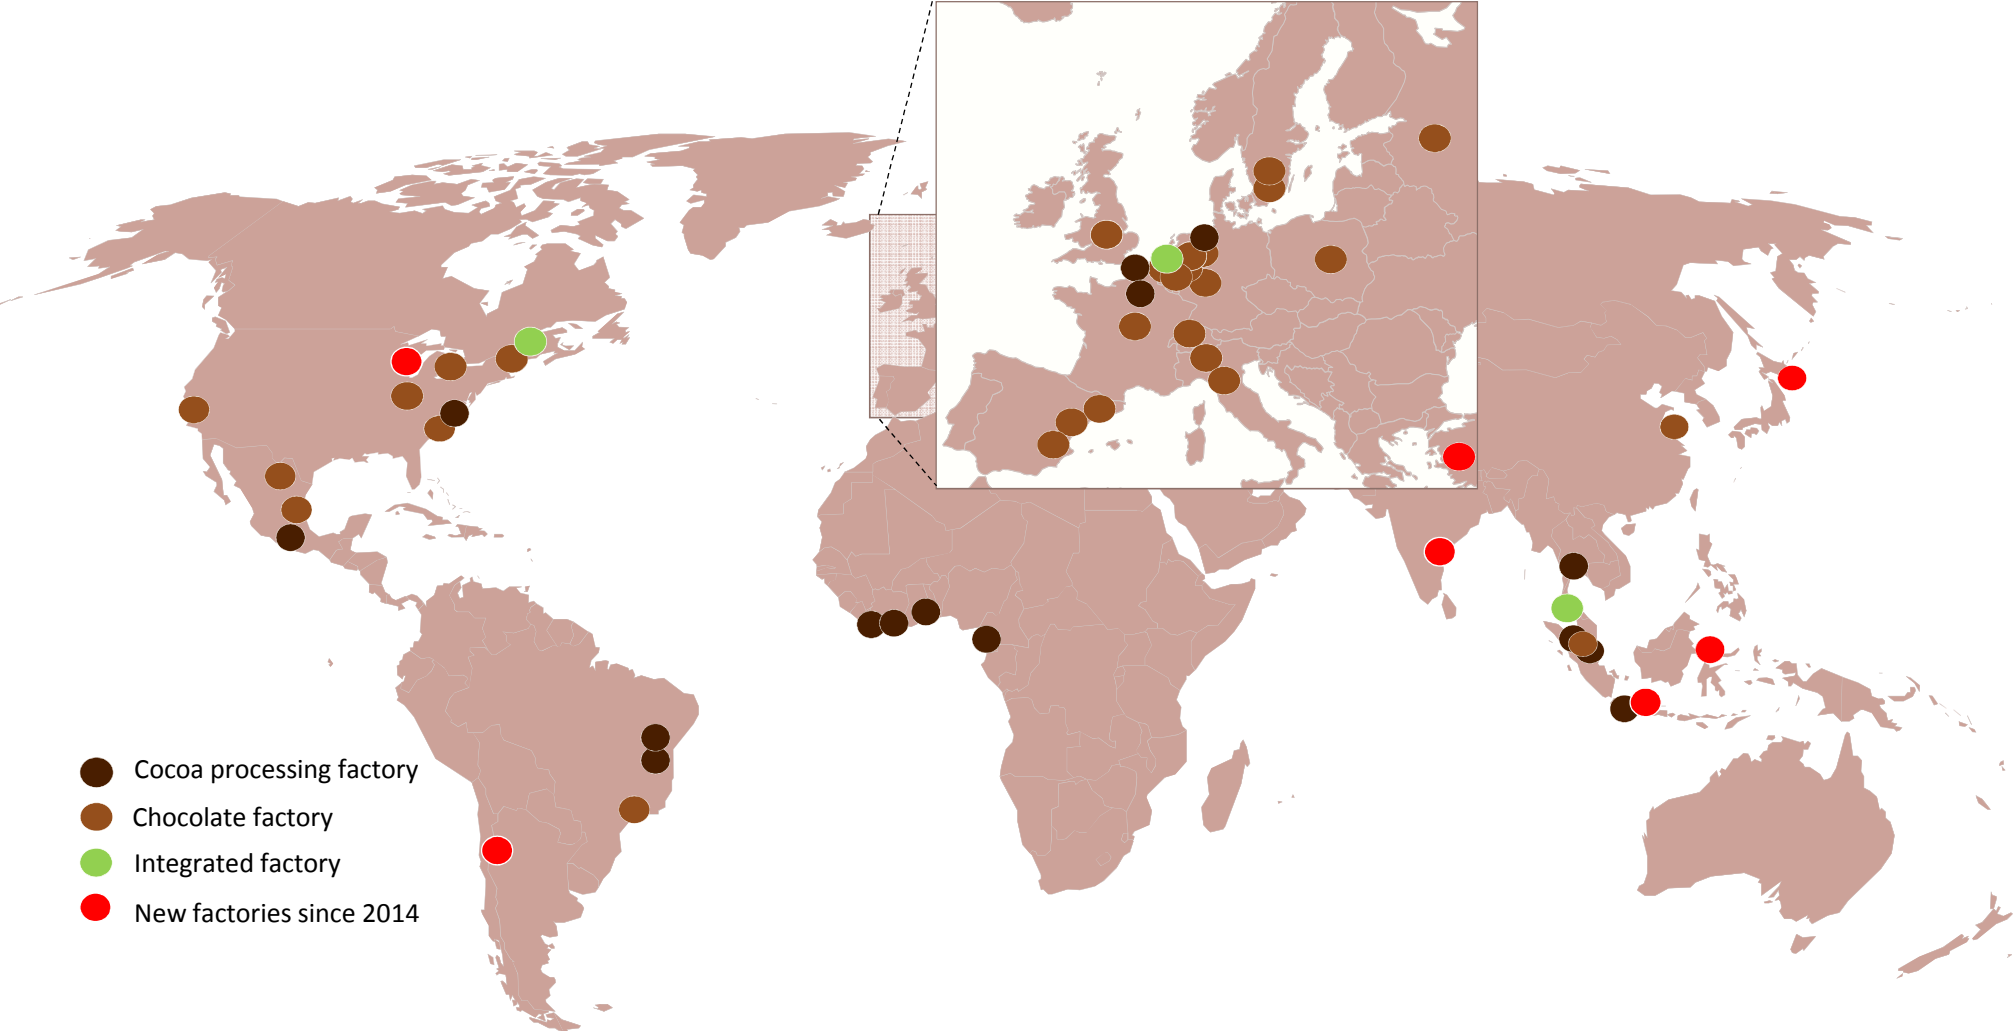 Cocoa processing factory
Chocolate factory
Integrated factory
New factories since 2014